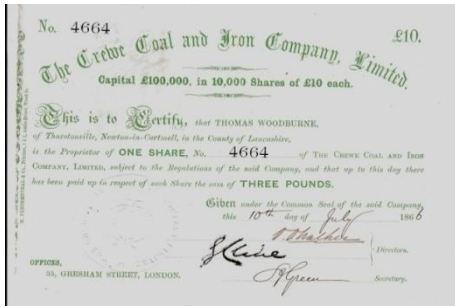 No. 4664
£10.
The Crewe Coal and Iron Company, Limited.
Capital £100,000, in 10,000 Shares of £10 each.
This is to Certify, that THOMAS WOODBURNE,
of Thurstonville, Newton-in-Cartmell, in the County of Lancashire,
is the Proprietor of ONE SHARE, No. 4664 of THE CREWE COAL AND IRON
COMPANY, LIMITED, subject to the Regulations of the said Company, and that up to this day there
has been paid up in respect of each Share the sum of THREE POUNDS.
Given under the Common Seal of the said Company,
this 10th day of July 1866
Directors.
Secretary.
OFFICES,
35, GRESHAM STREET, LONDON.